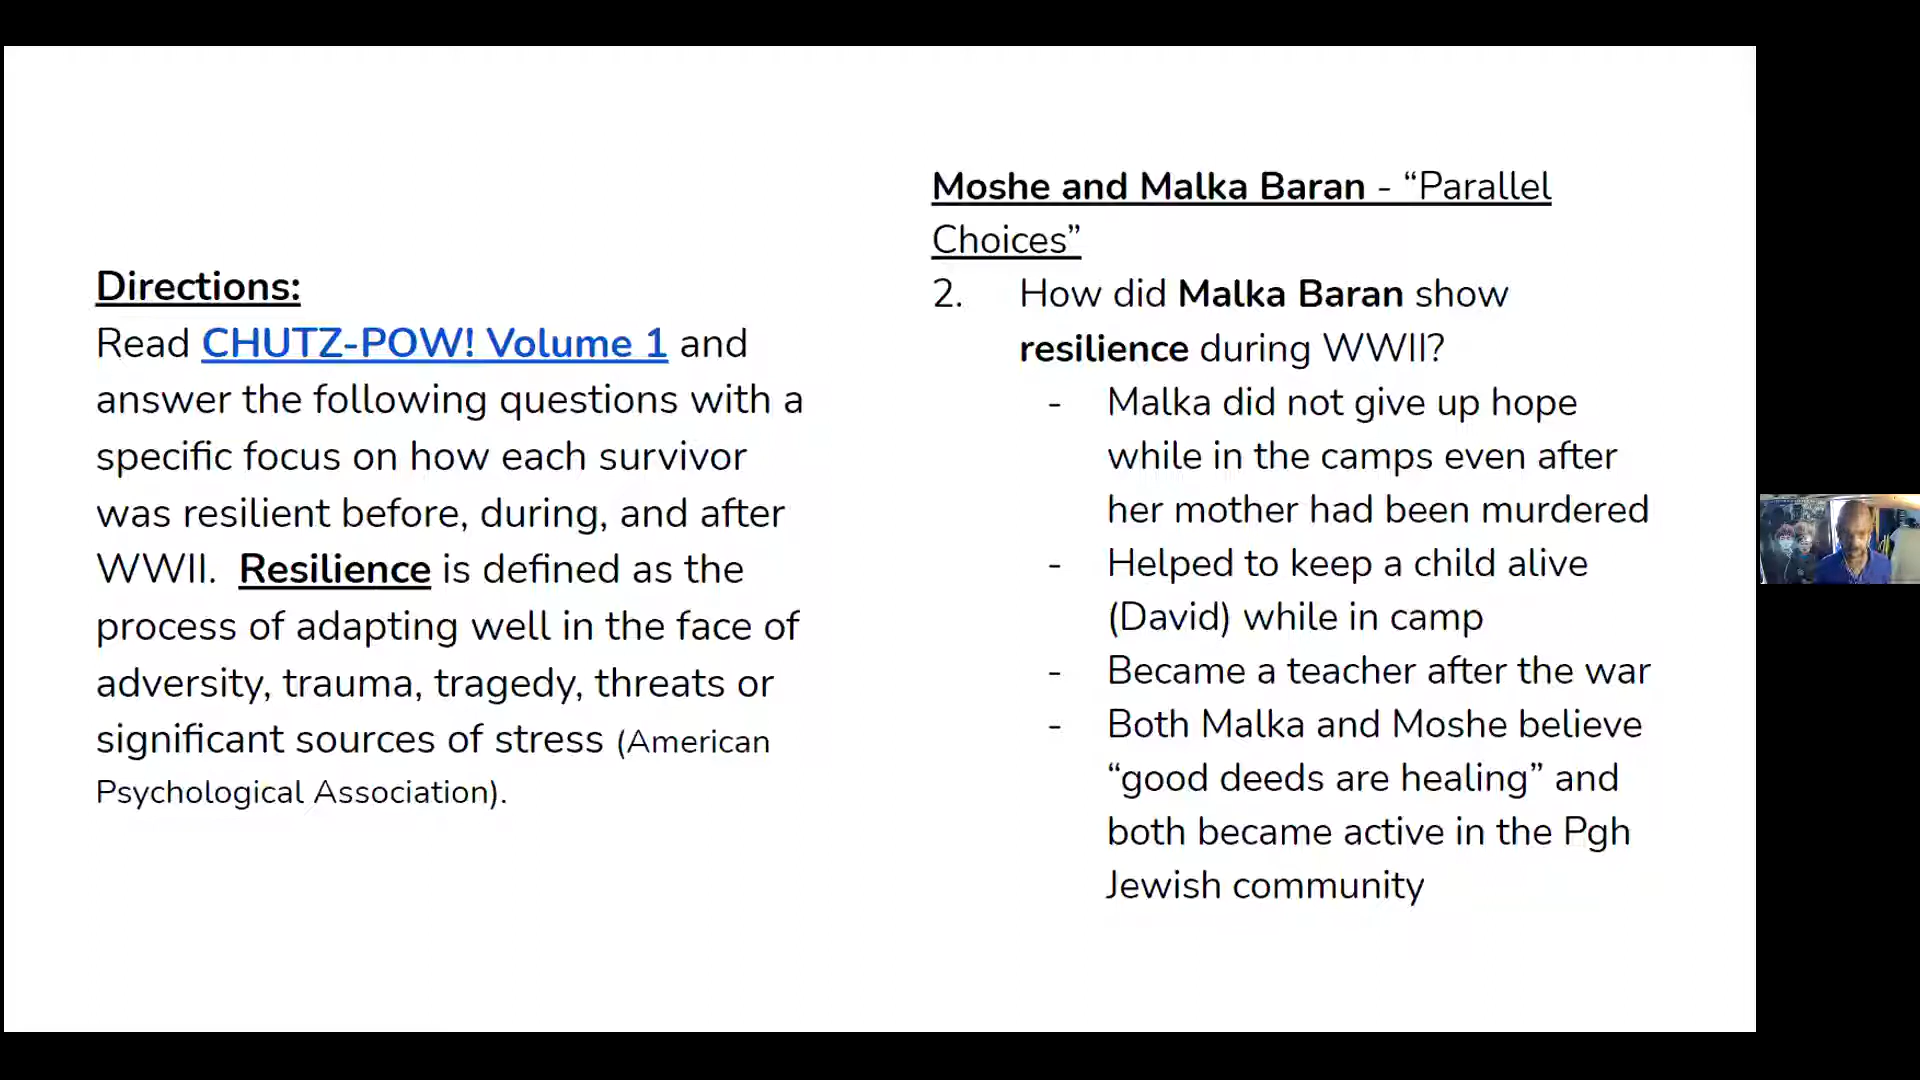 Directions:
Read CHUTZ-POW! Volume 1 and
answer the following questions with a
specific focus on how each survivor
was resilient before, during, and after
WWII. Resilience is defined as the
process of adapting well in the face of
adversity, trauma, tragedy, threats or
significant sources of stress (American
Psychological Association).
Moshe and Malka Baran - “Parallel
Choices”
2. How did Malka Baran show
resilience during WWII?
- Malka did not give up hope
while in the camps even after
her mother had been murdered
- Helped to keep a child alive
(David) while in camp
- Became a teacher after the war
- Both Malka and Moshe believe
“good deeds are healing” and
both became active in the Pgh
Jewish community